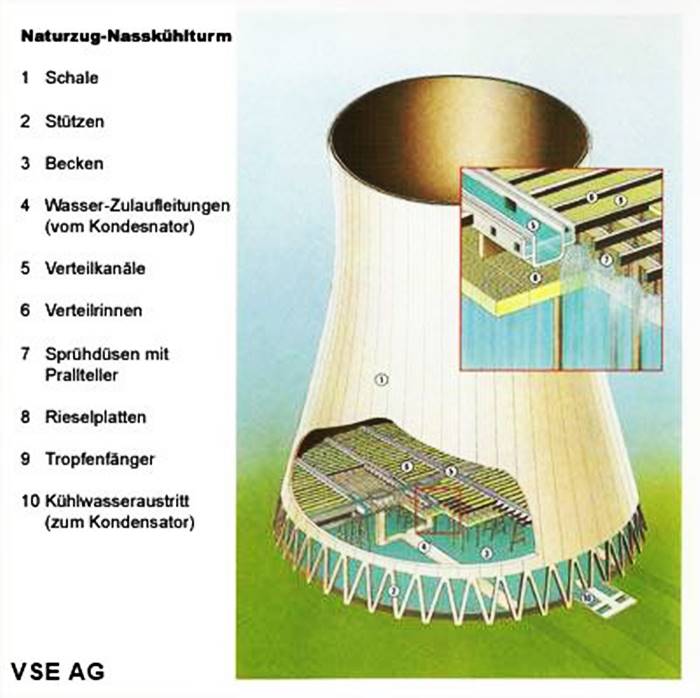 Naturzug-Nasskühlturm
1 Schale
2 Stützen
3 Becken
4 Wasser-Zulaufleitungen
(vom Kondesnator)
5 Verteilkanäle
6 Verteilrinnen
7 Sprühdüsen mit
Prallteller
8 Rieselplatten
9 Tropfenfänger
10 Kühlwasseraustritt
(zum Kondensator)
6
9
5
7
8
1
6
5
4
3
2
10
VSE AG